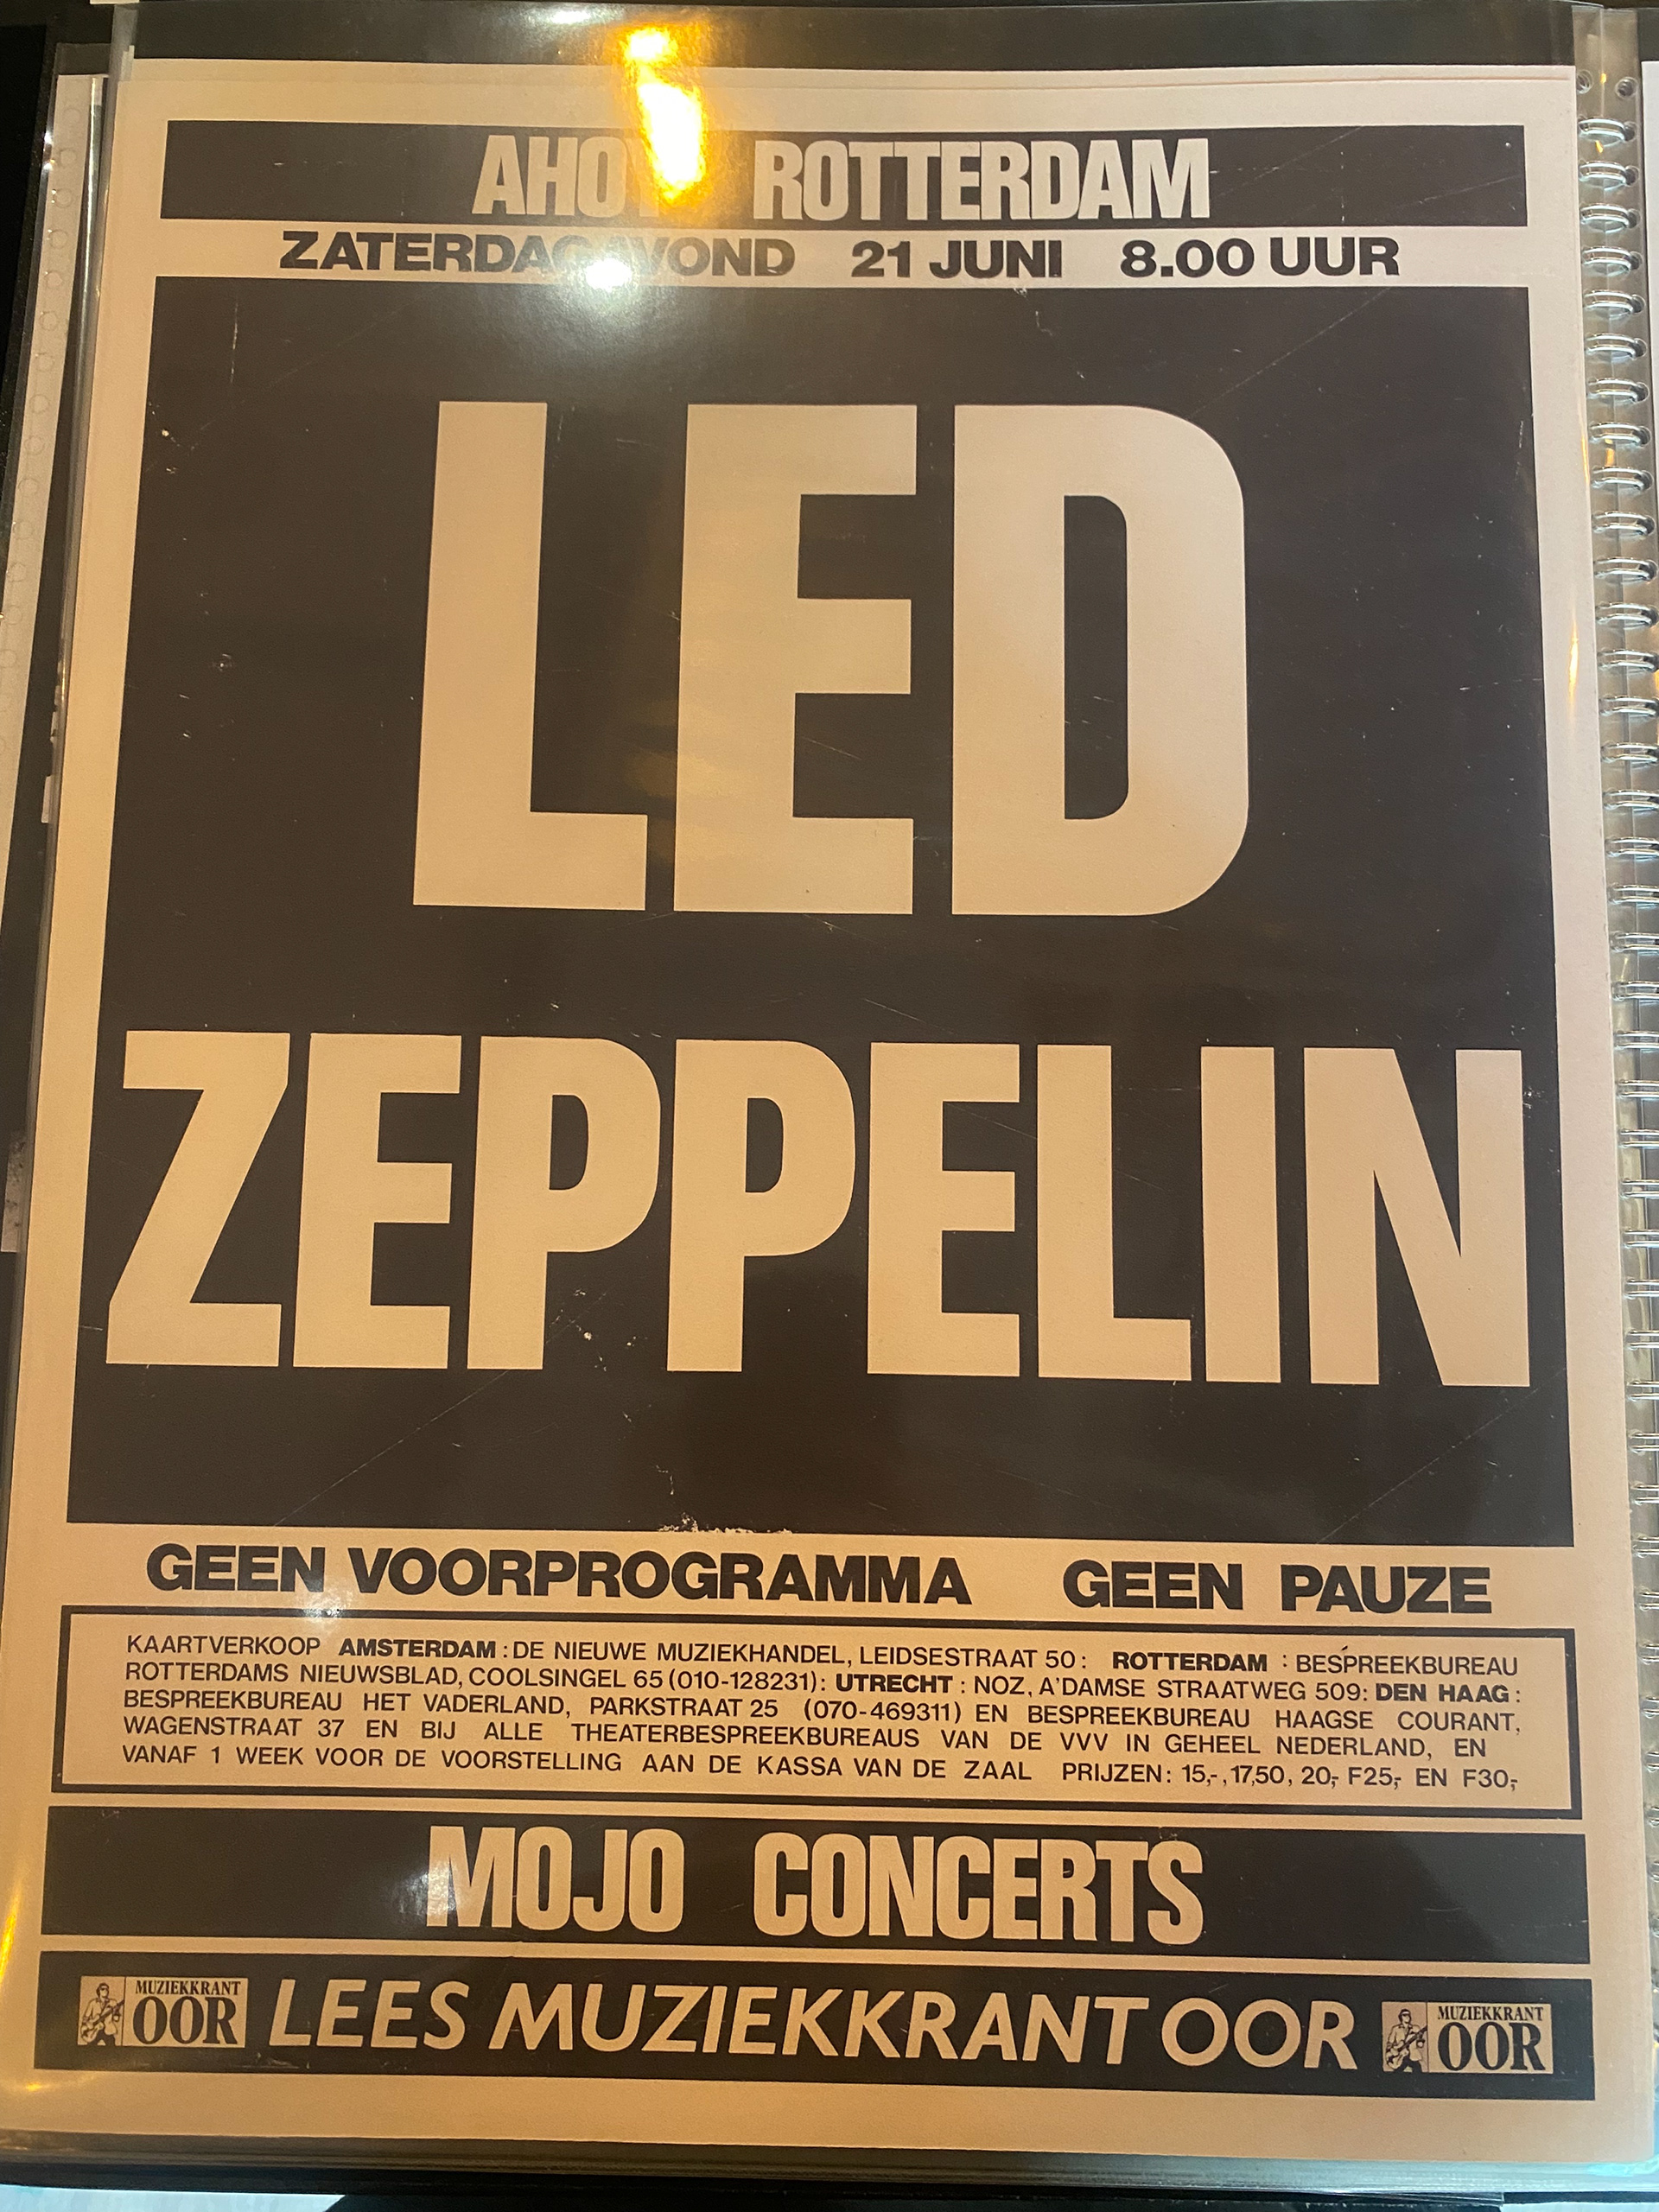 AHOY ROTTERDAM
ZATERDAGAVOND 21 JUNI 8.00 UUR
LED
ZEPPELIN
GEEN VOORPROGRAMMA GEEN PAUZE
KAARTVERKOOP AMSTERDAM : DE NIEUWE MUZIEKHANDEL, LEIDSESTRAAT 50 : ROTTERDAM : BESPREEKBUREAU
ROTTERDAMS NIEUWSBLAD, COOLSINGEL 65 (010-128231) : UTRECHT : NOZ, A'DAMSE STRAATWEG 509: DEN HAAG :
BESPREEKBUREAU HET VADERLAND, PARKSTRAAT 25 (070-469311) EN BESPREEKBUREAU HAAGSE COURANT,
WAGENSTRAAT 37 EN BIJ ALLE THEATERBESPREEKBUREAUS VAN DE VVV IN GEHEEL NEDERLAND, EN
VANAF 1 WEEK VOOR DE VOORSTELLING AAN DE KASSA VAN DE ZAAL PRIJZEN: 15,-, 17,50, 20,- F25,- EN F30,-
MOJO CONCERTS
MUZIEKKRANT
OOR
LEES MUZIEKKRANT OOR
MUZIEKKRANT
OOR